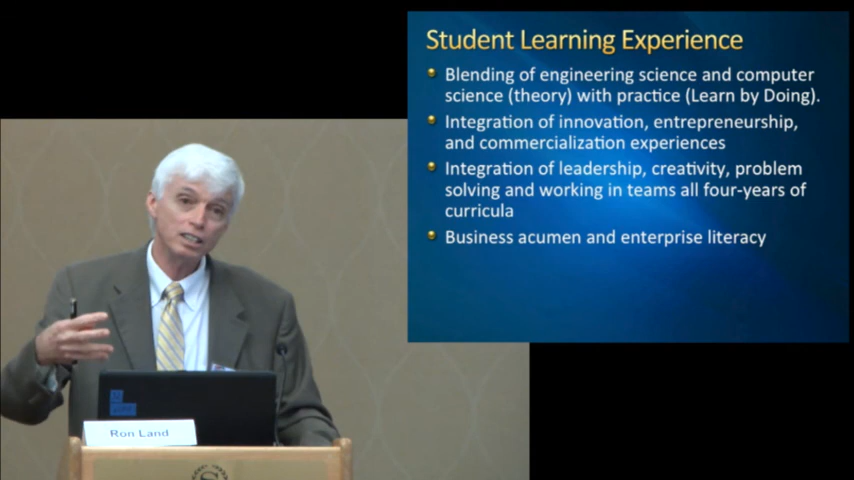 Student Learning Experience
Blending of engineering science and computer
science (theory) with practice (Learn by Doing).
Integration of innovation, entrepreneurship,
and commercialization experiences
Integration of leadership, creativity, problem
solving and working in teams all four-years of
curricula
Business acumen and enterprise literacy
Ron Land